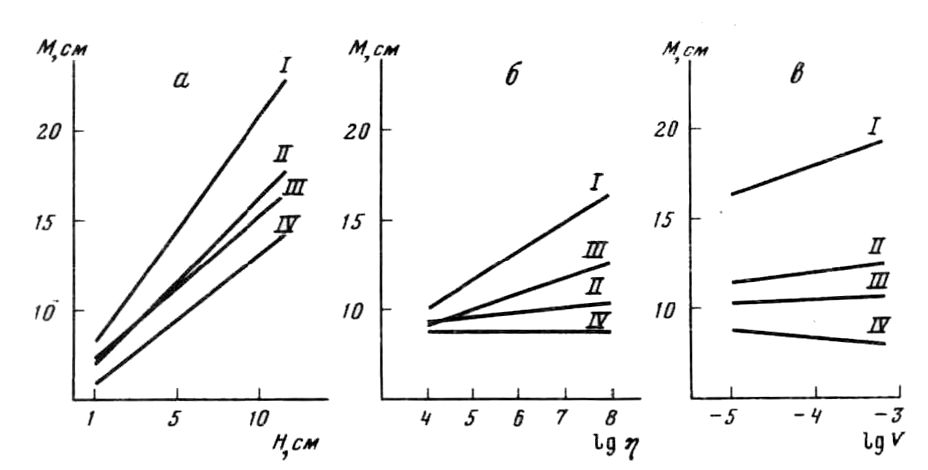 М, см
а
I
20
II
III
15
IV
10
1 5 10
Н, см
М, см
б
20
I
15
III
II
10
IV
4 5 6 7 8
lg η
М, см
в
20
I
15
II
III
10
IV
-5 -4 -3
lg V